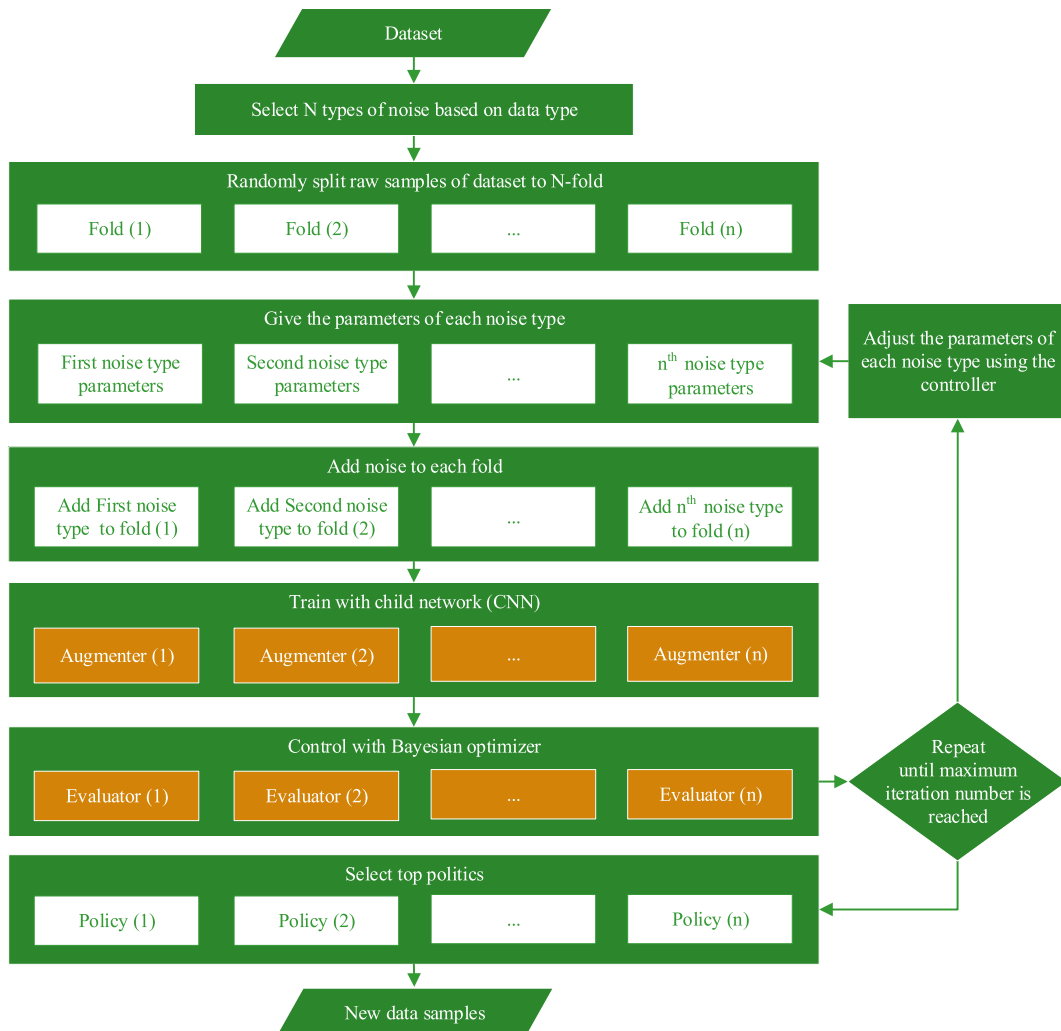 Dataset
Select N types of noise based on data type
Randomly split raw samples of dataset to N-fold
Fold (1)
Fold (2)
...
Fold (n)
Give the parameters of each noise type
First noise type
parameters
Second noise type
parameters
...
nth noise type
parameters
Adjust the parameters of
each noise type using the
controller
Add noise to each fold
Add First noise
type to fold (1)
Add Second noise
type to fold (2)
...
Add nth noise type
to fold (n)
Train with child network (CNN)
Augmenter (1)
Augmenter (2)
...
Augmenter (n)
Control with Bayesian optimizer
Evaluator (1)
Evaluator (2)
...
Evaluator (n)
Repeat
until maximum
iteration number is
reached
Select top politics
Policy (1)
Policy (2)
...
Policy (n)
New data samples